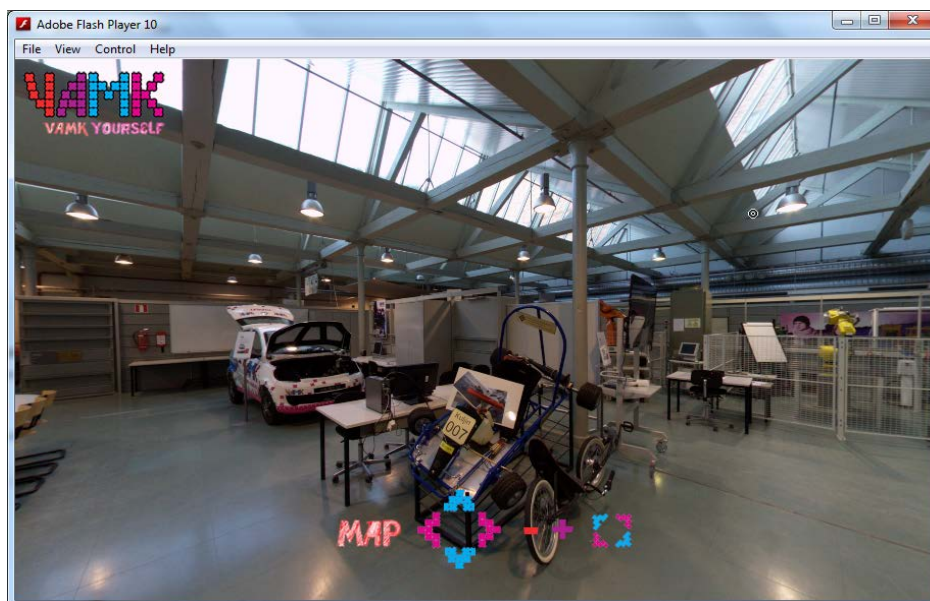 Adobe Flash Player 10
File View Control Help
VAMK
VAMK YOURSELF
007
MAP